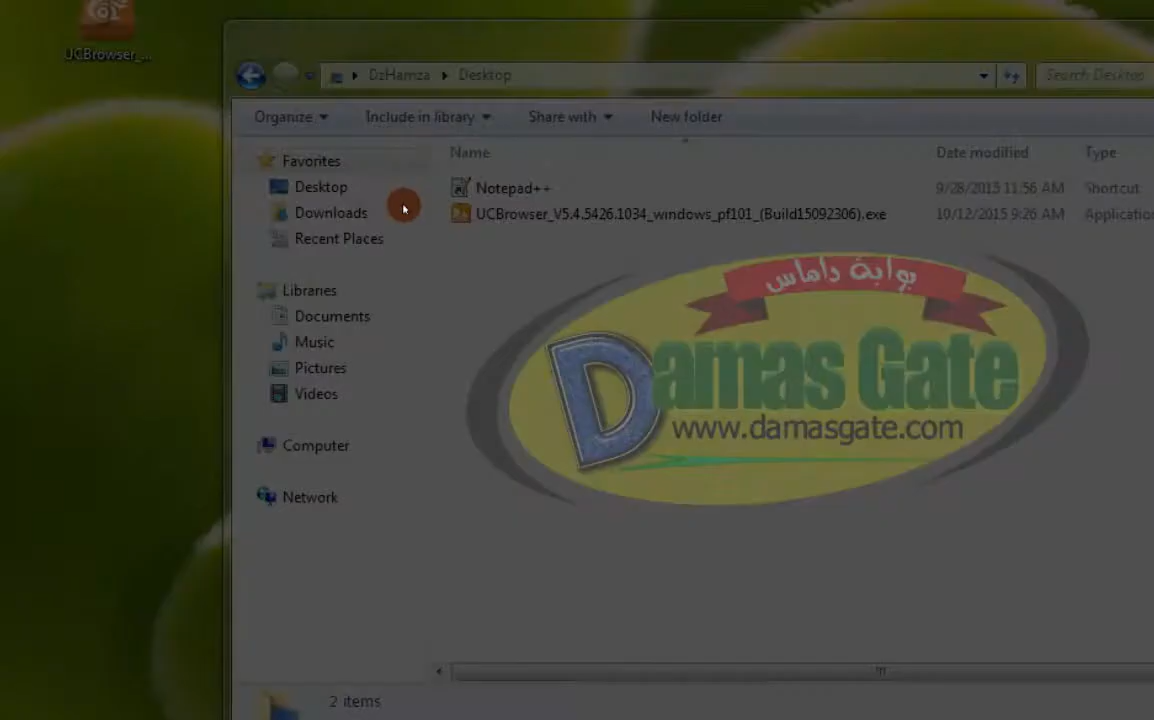 UCBrowser_...
DzHamza
Desktop
Search Desktop
Organize
Include in library
Share with
New folder
Name
Date modified
Type
Favorites
Desktop
Downloads
Recent Places
Libraries
Documents
Music
Pictures
Videos
Computer
Network
Notepad++
9/28/2015 11:56 AM
Shortcut
UCBrowser_V5.4.5426.1034_windows_pf101_(Build15092306).exe
10/12/2015 9:26 AM
Applicatio
بوابة داماس
Damas Gate
www.damasgate.com
2 items